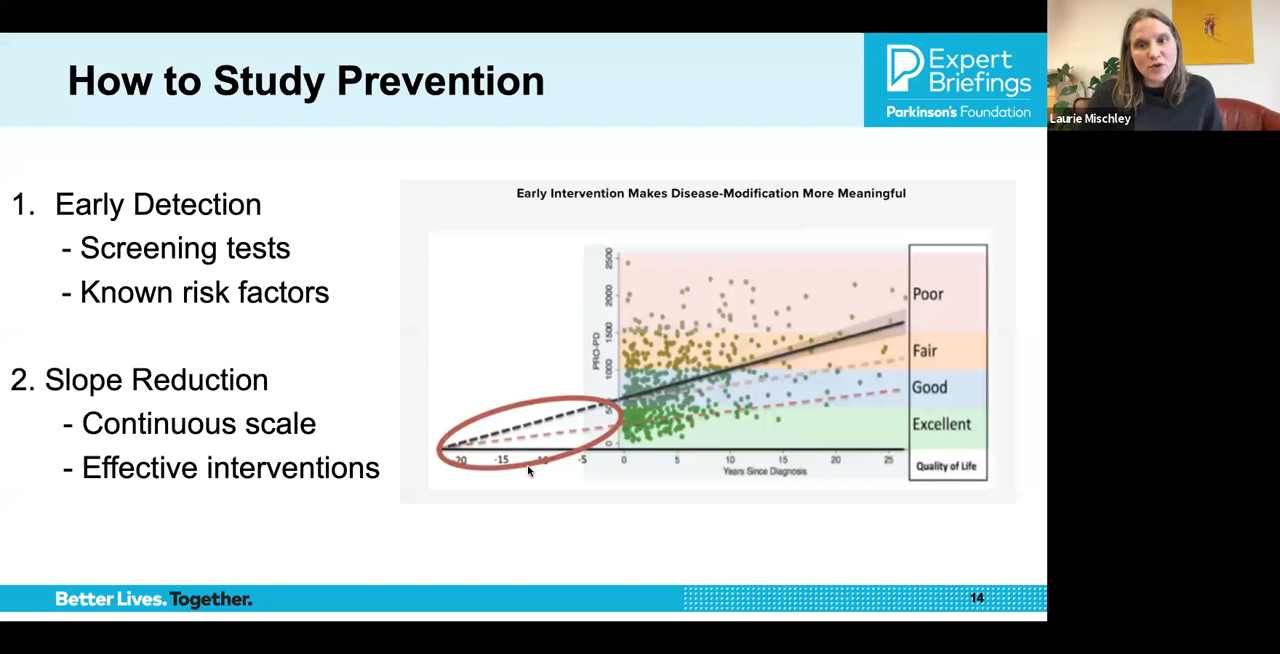 How to Study Prevention
Expert
Briefings
Parkinson's Foundation
Laurie Mischley
1. Early Detection
- Screening tests
- Known risk factors
2. Slope Reduction
- Continuous scale
- Effective interventions
Early Intervention Makes Disease-Modification More Meaningful
PRO-PD
2500
2000
1500
1000
0
Poor
Fair
Good
Excellent
Quality of Life
-20 -15 -10 -5 0 5 10 15 20 25
Years Since Diagnosis
Better Lives. Together.
14